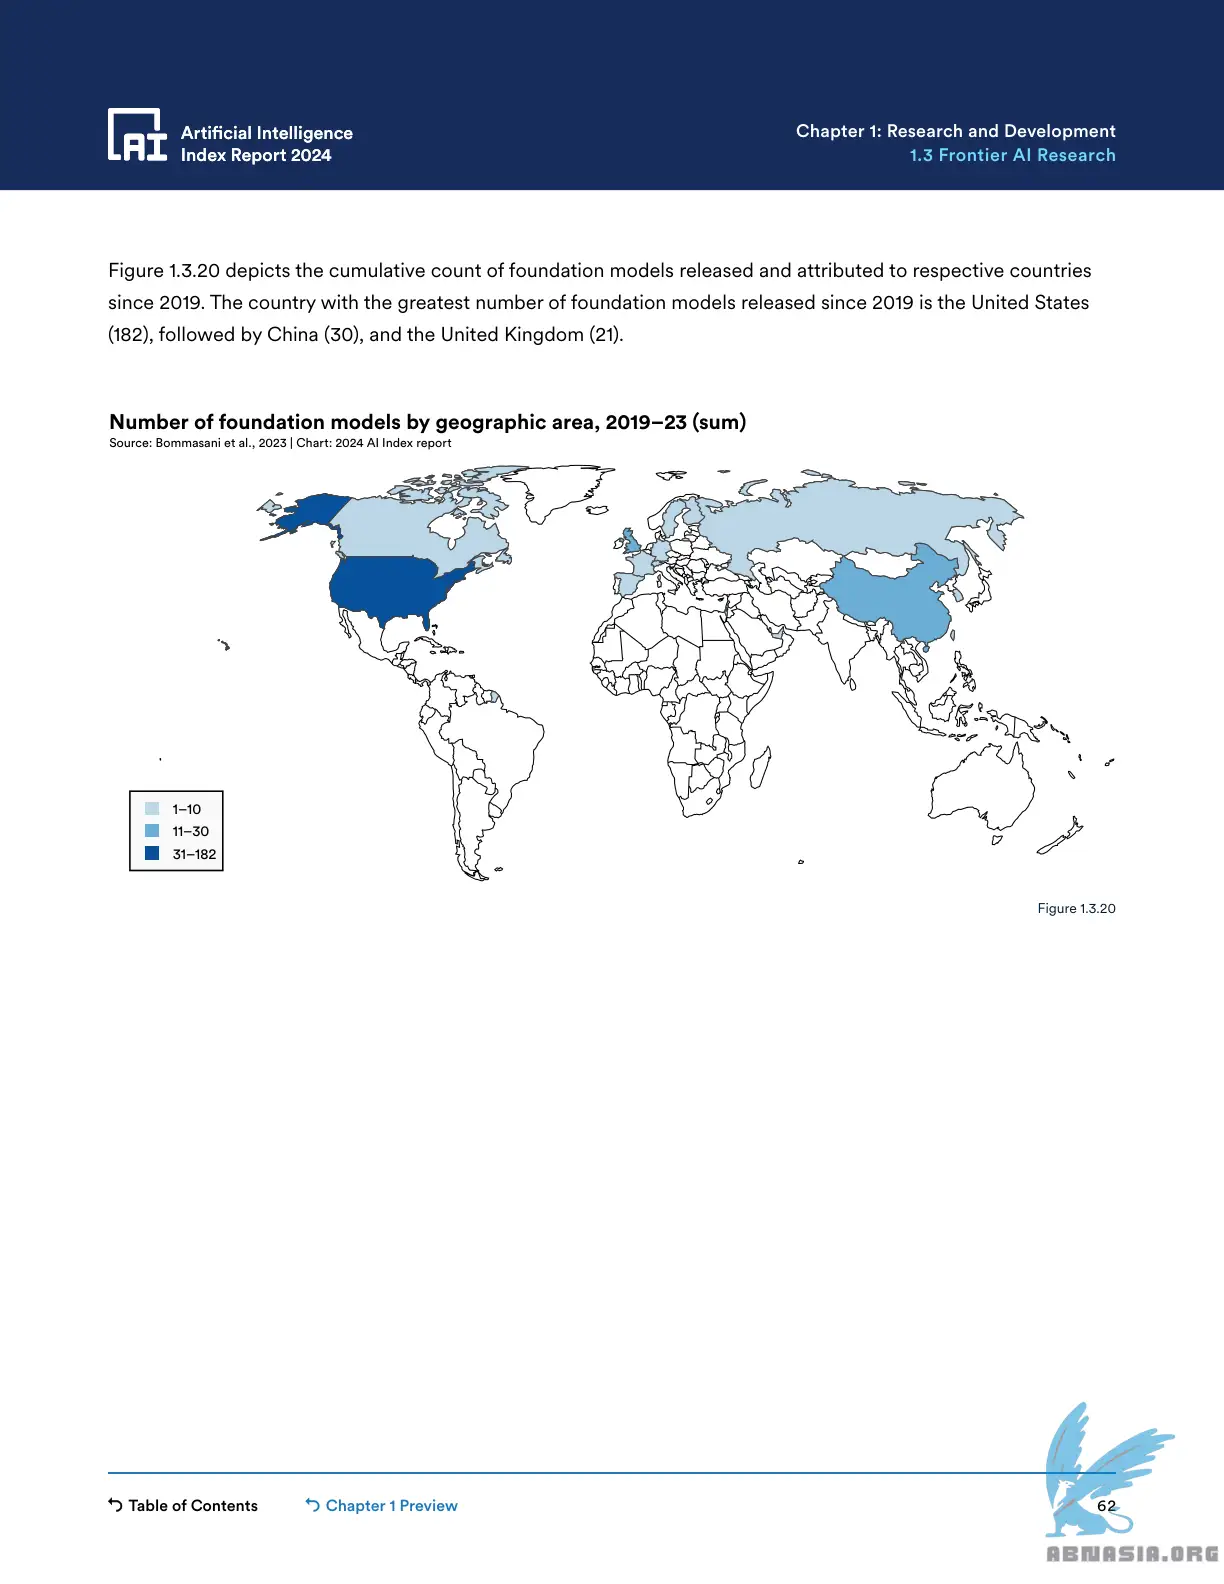 Artificial Intelligence
Index Report 2024
Chapter 1: Research and Development
1.3 Frontier AI Research
Figure 1.3.20 depicts the cumulative count of foundation models released and attributed to respective countries
since 2019. The country with the greatest number of foundation models released since 2019 is the United States
(182), followed by China (30), and the United Kingdom (21).
Number of foundation models by geographic area, 2019–23 (sum)
Source: Bommasani et al., 2023 | Chart: 2024 AI Index report
1–10
11–30
31–182
Figure 1.3.20
Table of Contents
Chapter 1 Preview
62
ABNASIA.ORG